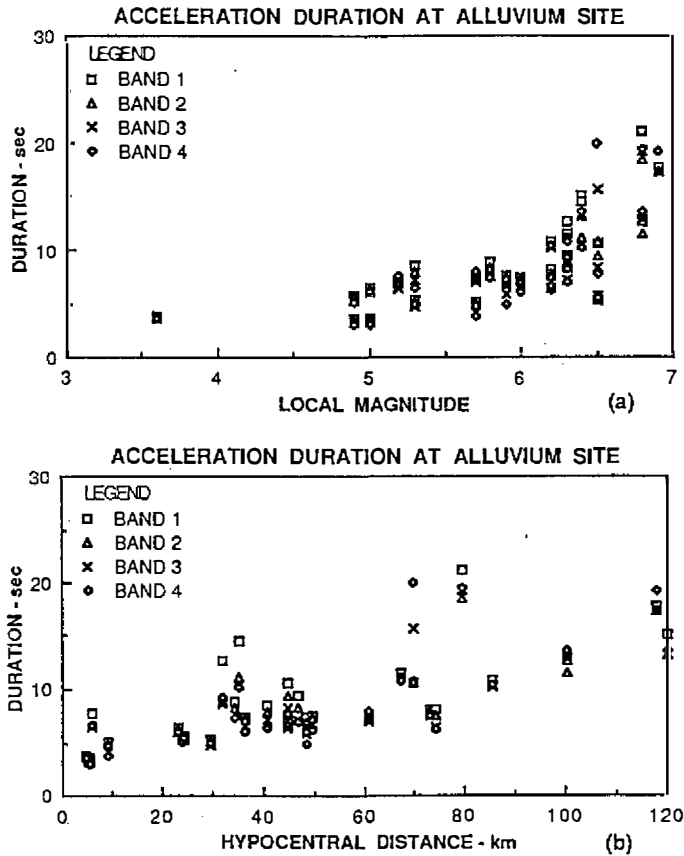 ACCELERATION DURATION AT ALLUVIUM SITE
30
20
10
0
DURATION - sec
LEGEND
BAND 1
BAND 2
BAND 3
BAND 4
3 4 5 6 7
LOCAL MAGNITUDE (a)
ACCELERATION DURATION AT ALLUVIUM SITE
30
20
10
0
DURATION - sec
LEGEND
BAND 1
BAND 2
BAND 3
BAND 4
0 20 40 60 80 100 120
HYPOCENTRAL DISTANCE - km (b)